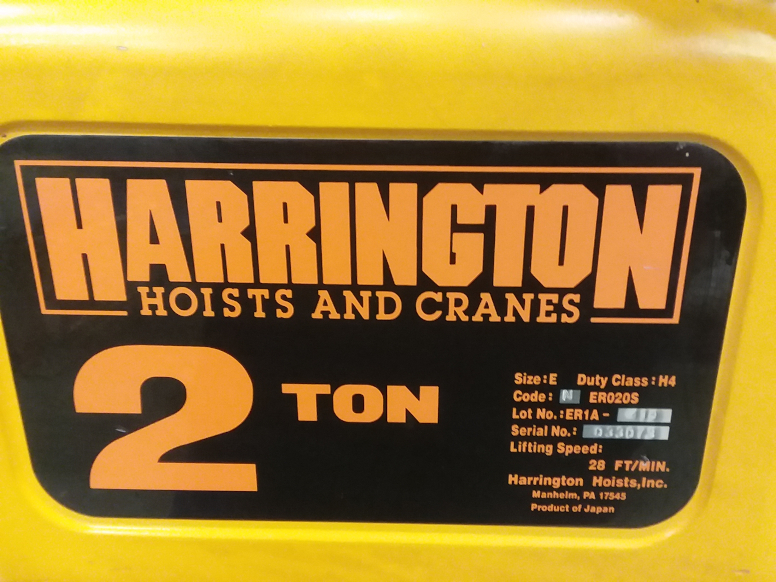 HARRINGTON
HOISTS AND CRANES
2 TON
Size:E Duty Class:H4
Code: N ER020S
Lot No.:ER1A-
Serial No.:
Lifting Speed:
28 FT/MIN.
Harrington Hoists,Inc.
Manheim, PA 17545
Product of Japan